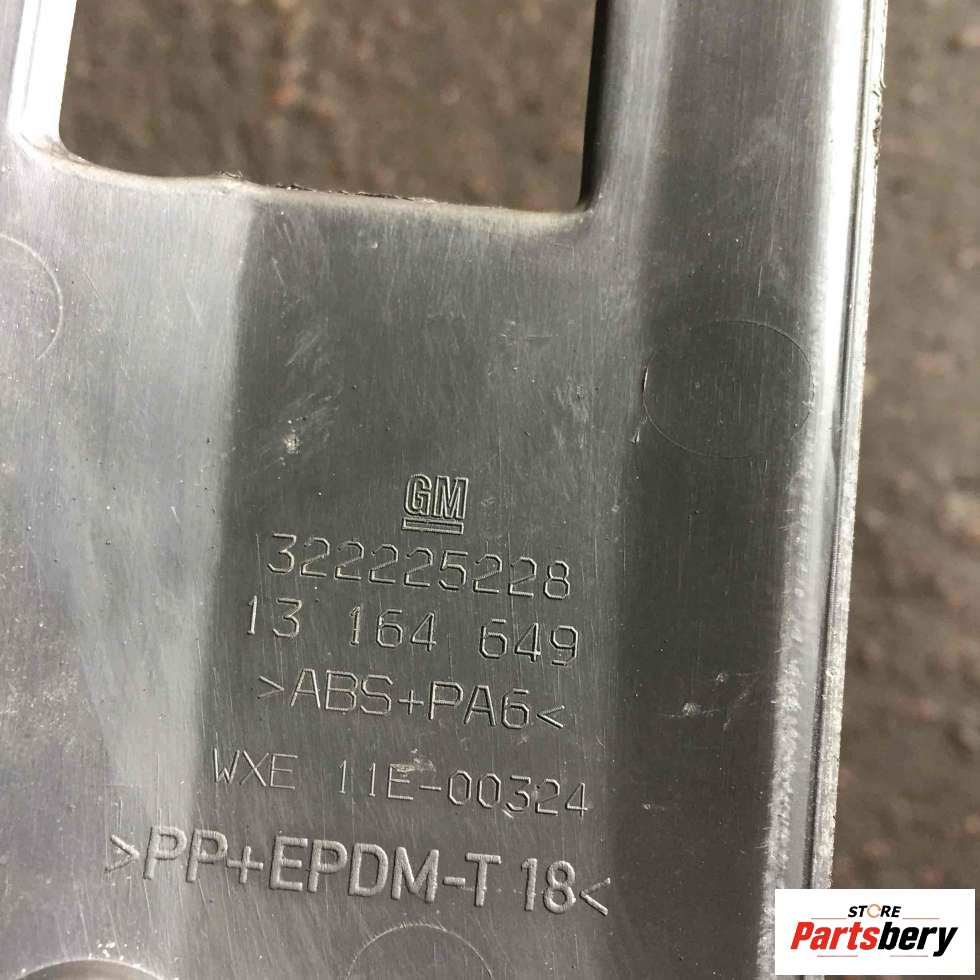 GM
322225228
13 164 649
>ABS+PA6<
WXE 11E-00324
>PP+EPDM-T 18<
STORE
Partsbery